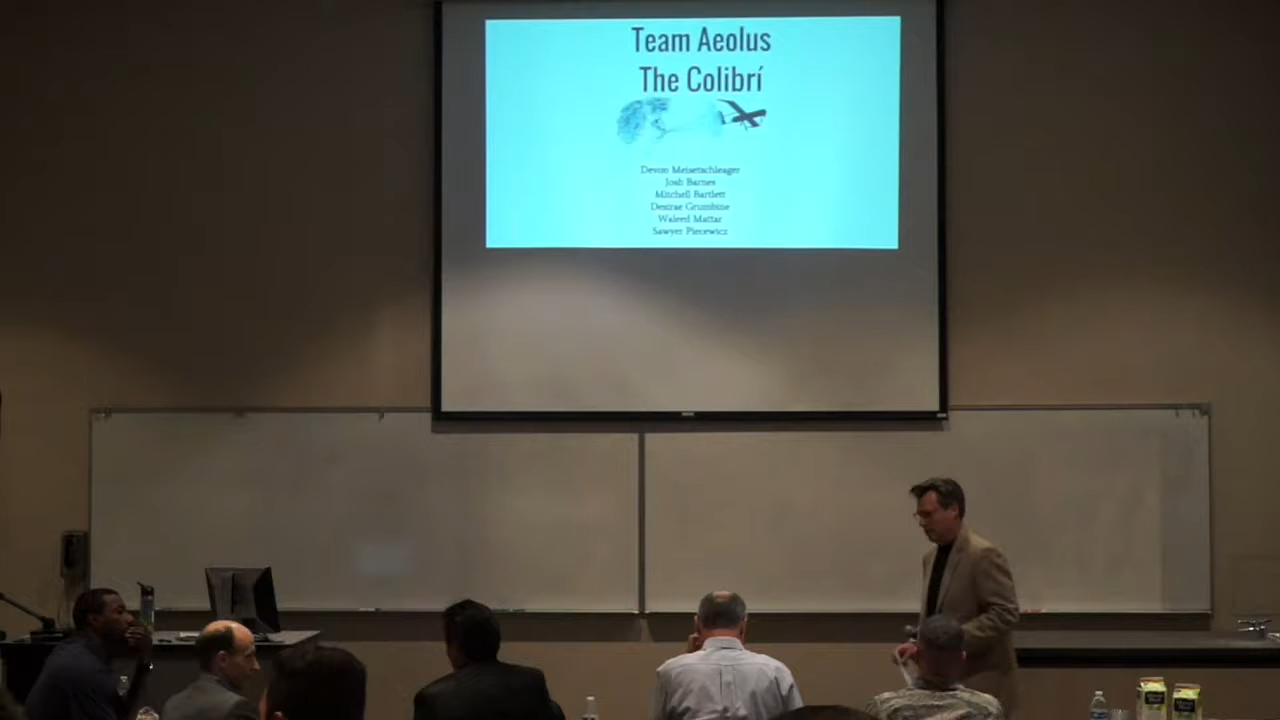 Team Aeolus
The Colibrí
Devon Meisetschleager
Josh Barnes
Mitchell Bartlett
Desirae Grumbine
Waleed Mattar
Sawyer Piecewicz